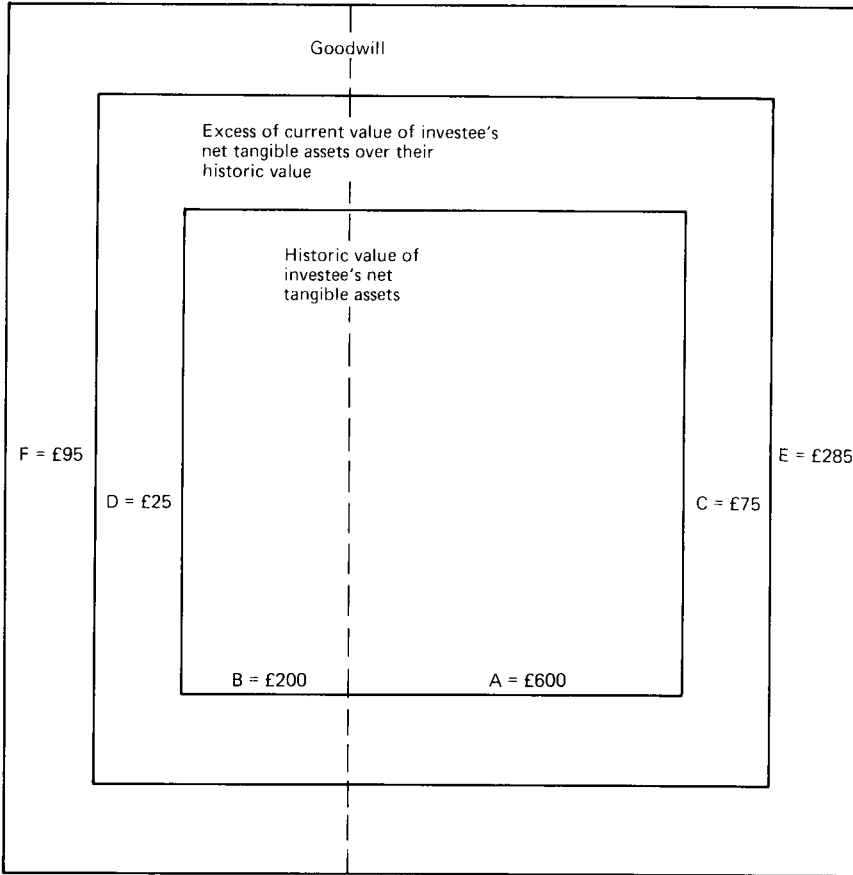 Goodwill
Excess of current value of investee's
net tangible assets over their
historic value
Historic value of
investee's net
tangible assets
F = £95
E = £285
D = £25
C = £75
B = £200
A = £600